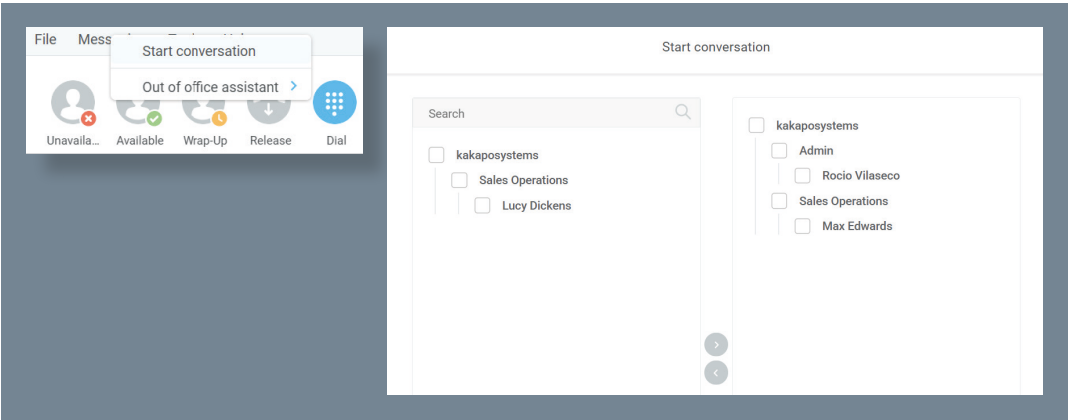 File
Start conversation
Out of office assistant
Unavaila... Available Wrap-Up Release Dial
Start conversation
Search
kakaposystems
Sales Operations
Lucy Dickens
kakaposystems
Admin
Rocio Vilaseco
Sales Operations
Max Edwards